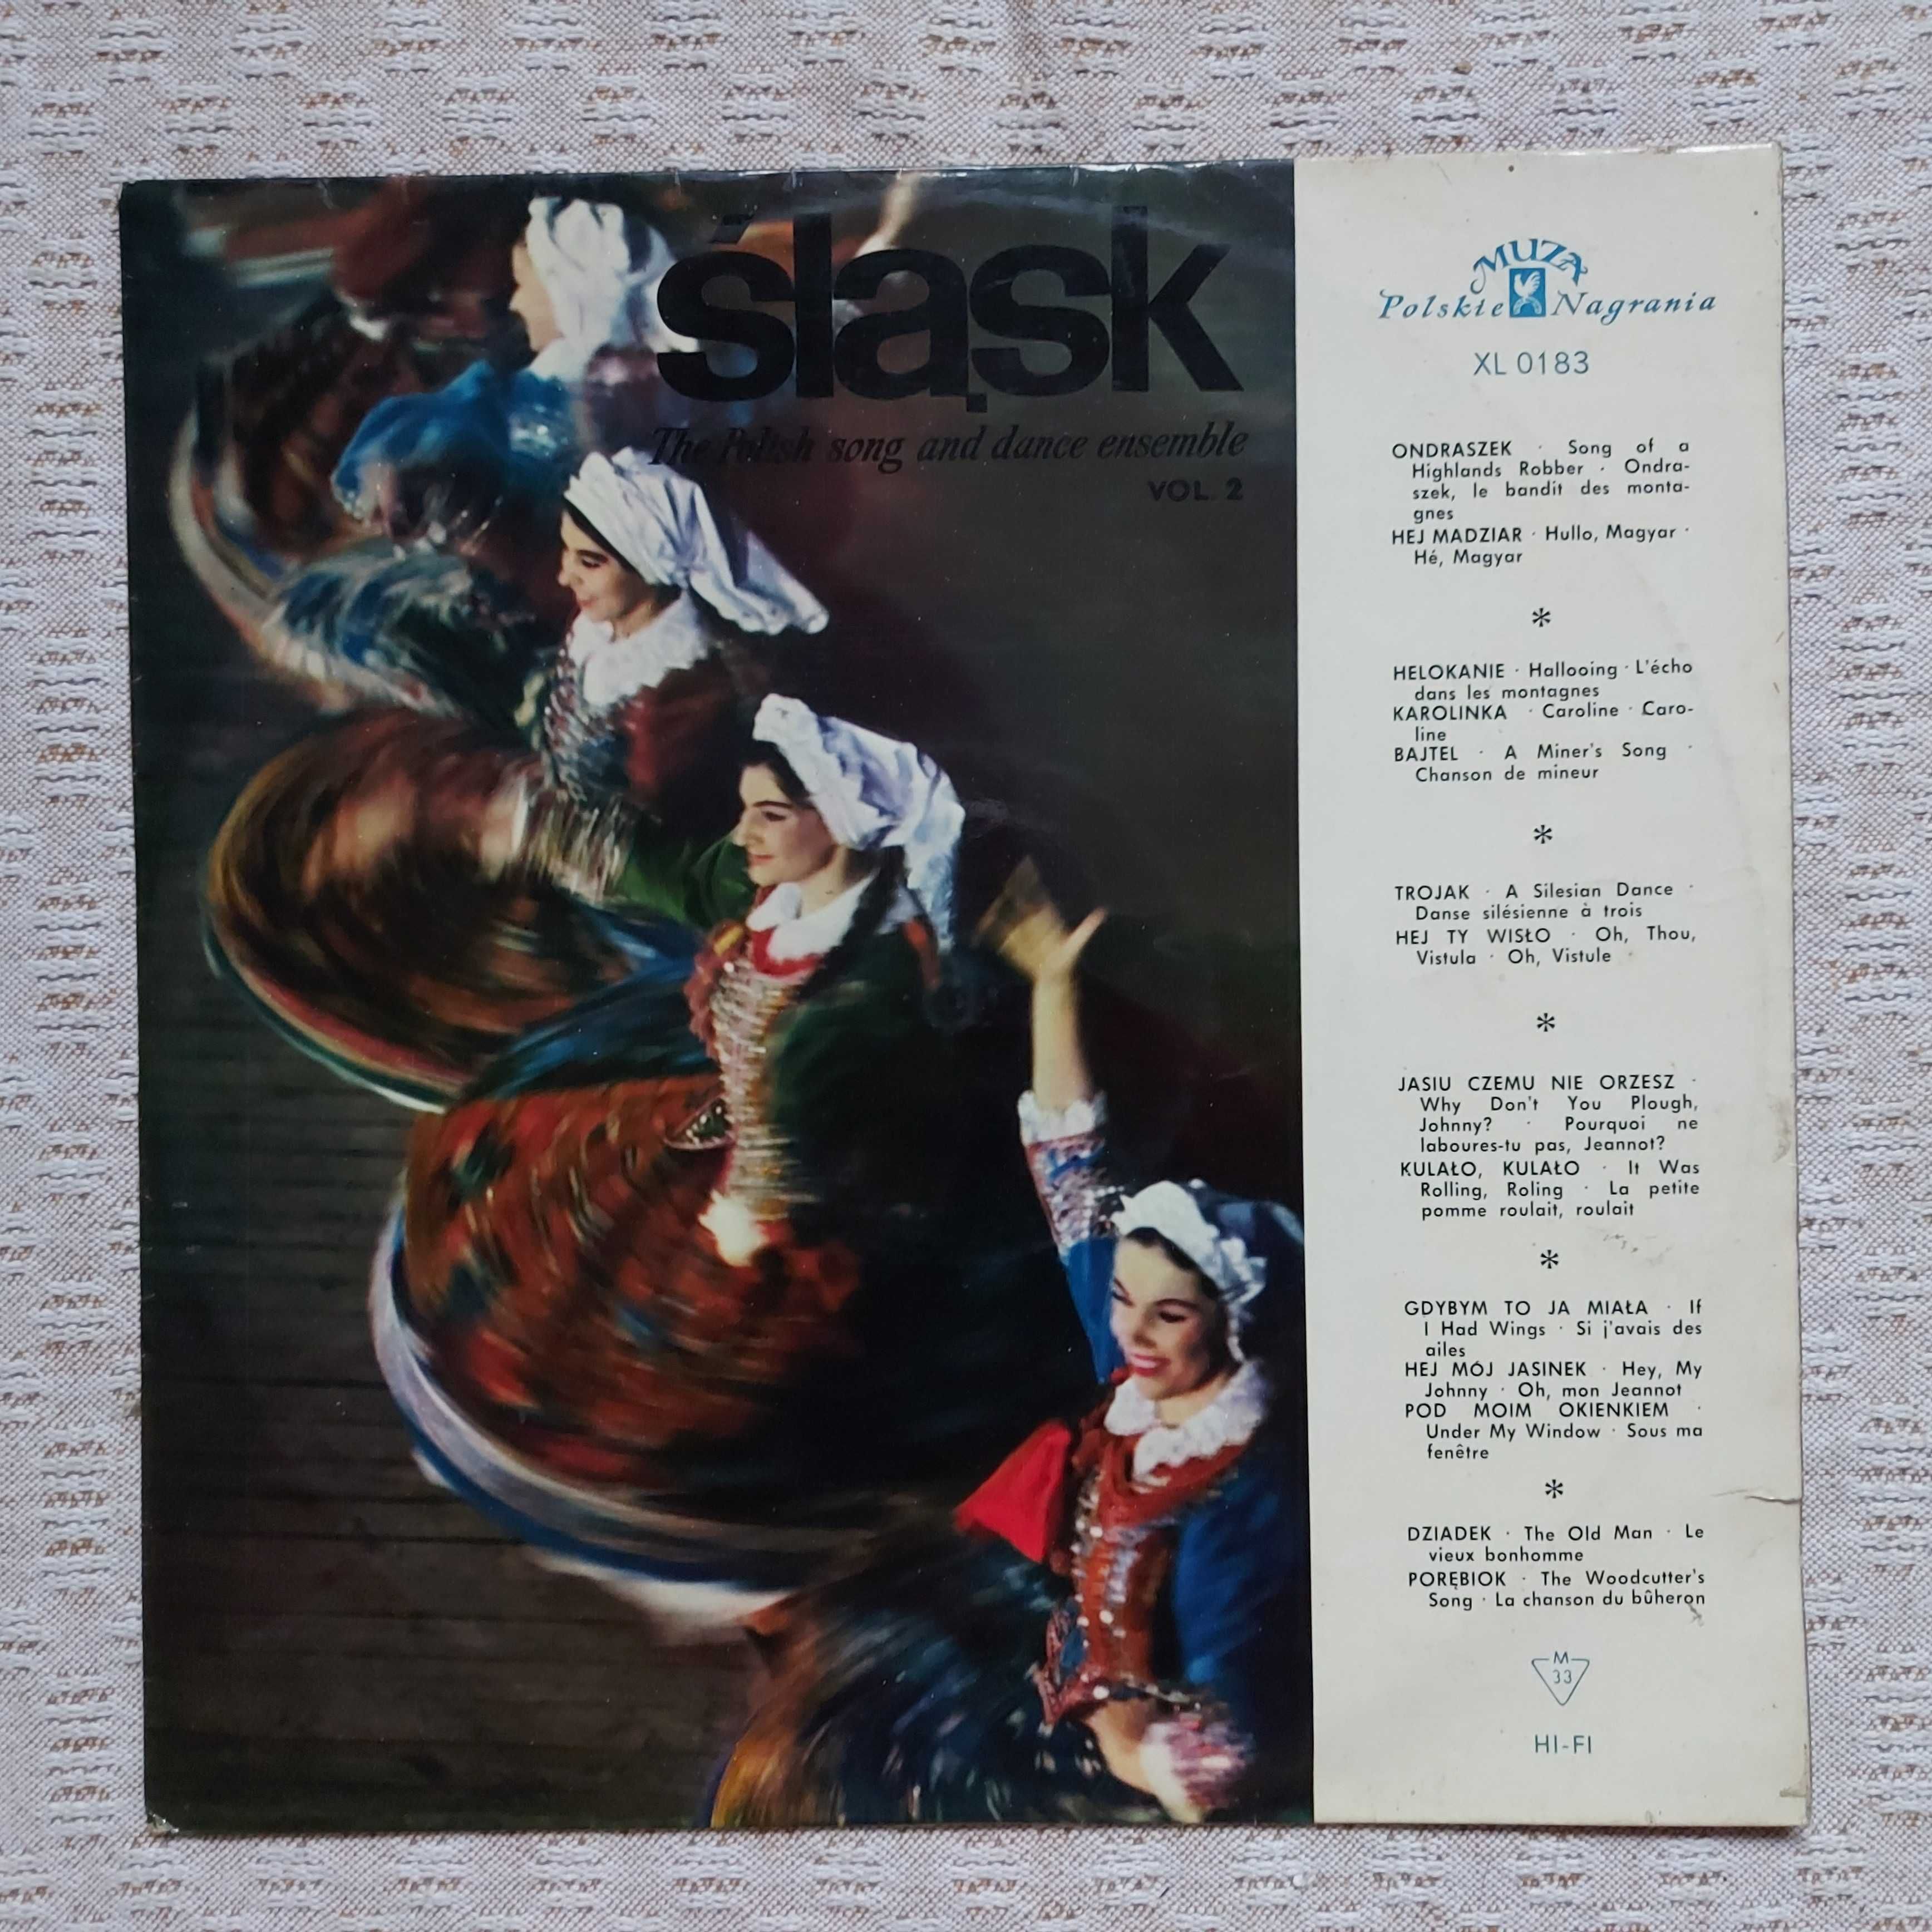 śląsk
The Polish song and dance ensemble
VOL. 2
MUZA
Polskie Nagrania
XL 0183
ONDRASZEK · Song of a
Highlands Robber · Ondra-
szek, le bandit des monta-
gnes
HEJ MADZIAR · Hullo, Magyar ·
Hé, Magyar
*
HELOKANIE · Hallooing · L'écho
dans les montagnes
KAROLINKA · Caroline · Caro-
line
BAJTEL · A Miner's Song ·
Chanson de mineur
*
TROJAK · A Silesian Dance ·
Danse silésienne à trois
HEJ TY WISŁO · Oh, Thou,
Vistula · Oh, Vistule
*
JASIU CZEMU NIE ORZESZ ·
Why Don't You Plough,
Johnny? · Pourquoi ne
laboures-tu pas, Jeannot?
KULAŁO, KULAŁO · It Was
Rolling, Roling · La petite
pomme roulait, roulait
*
GDYBYM TO JA MIAŁA · If
I Had Wings · Si j'avais des
ailes
HEJ MÓJ JASINEK · Hey, My
Johnny · Oh, mon Jeannot
POD MOIM OKIENKIEM ·
Under My Window · Sous ma
fenêtre
*
DZIADEK · The Old Man · Le
vieux bonhomme
PORĘBIOK · The Woodcutter's
Song · La chanson du bûheron
M
33
HI-FI